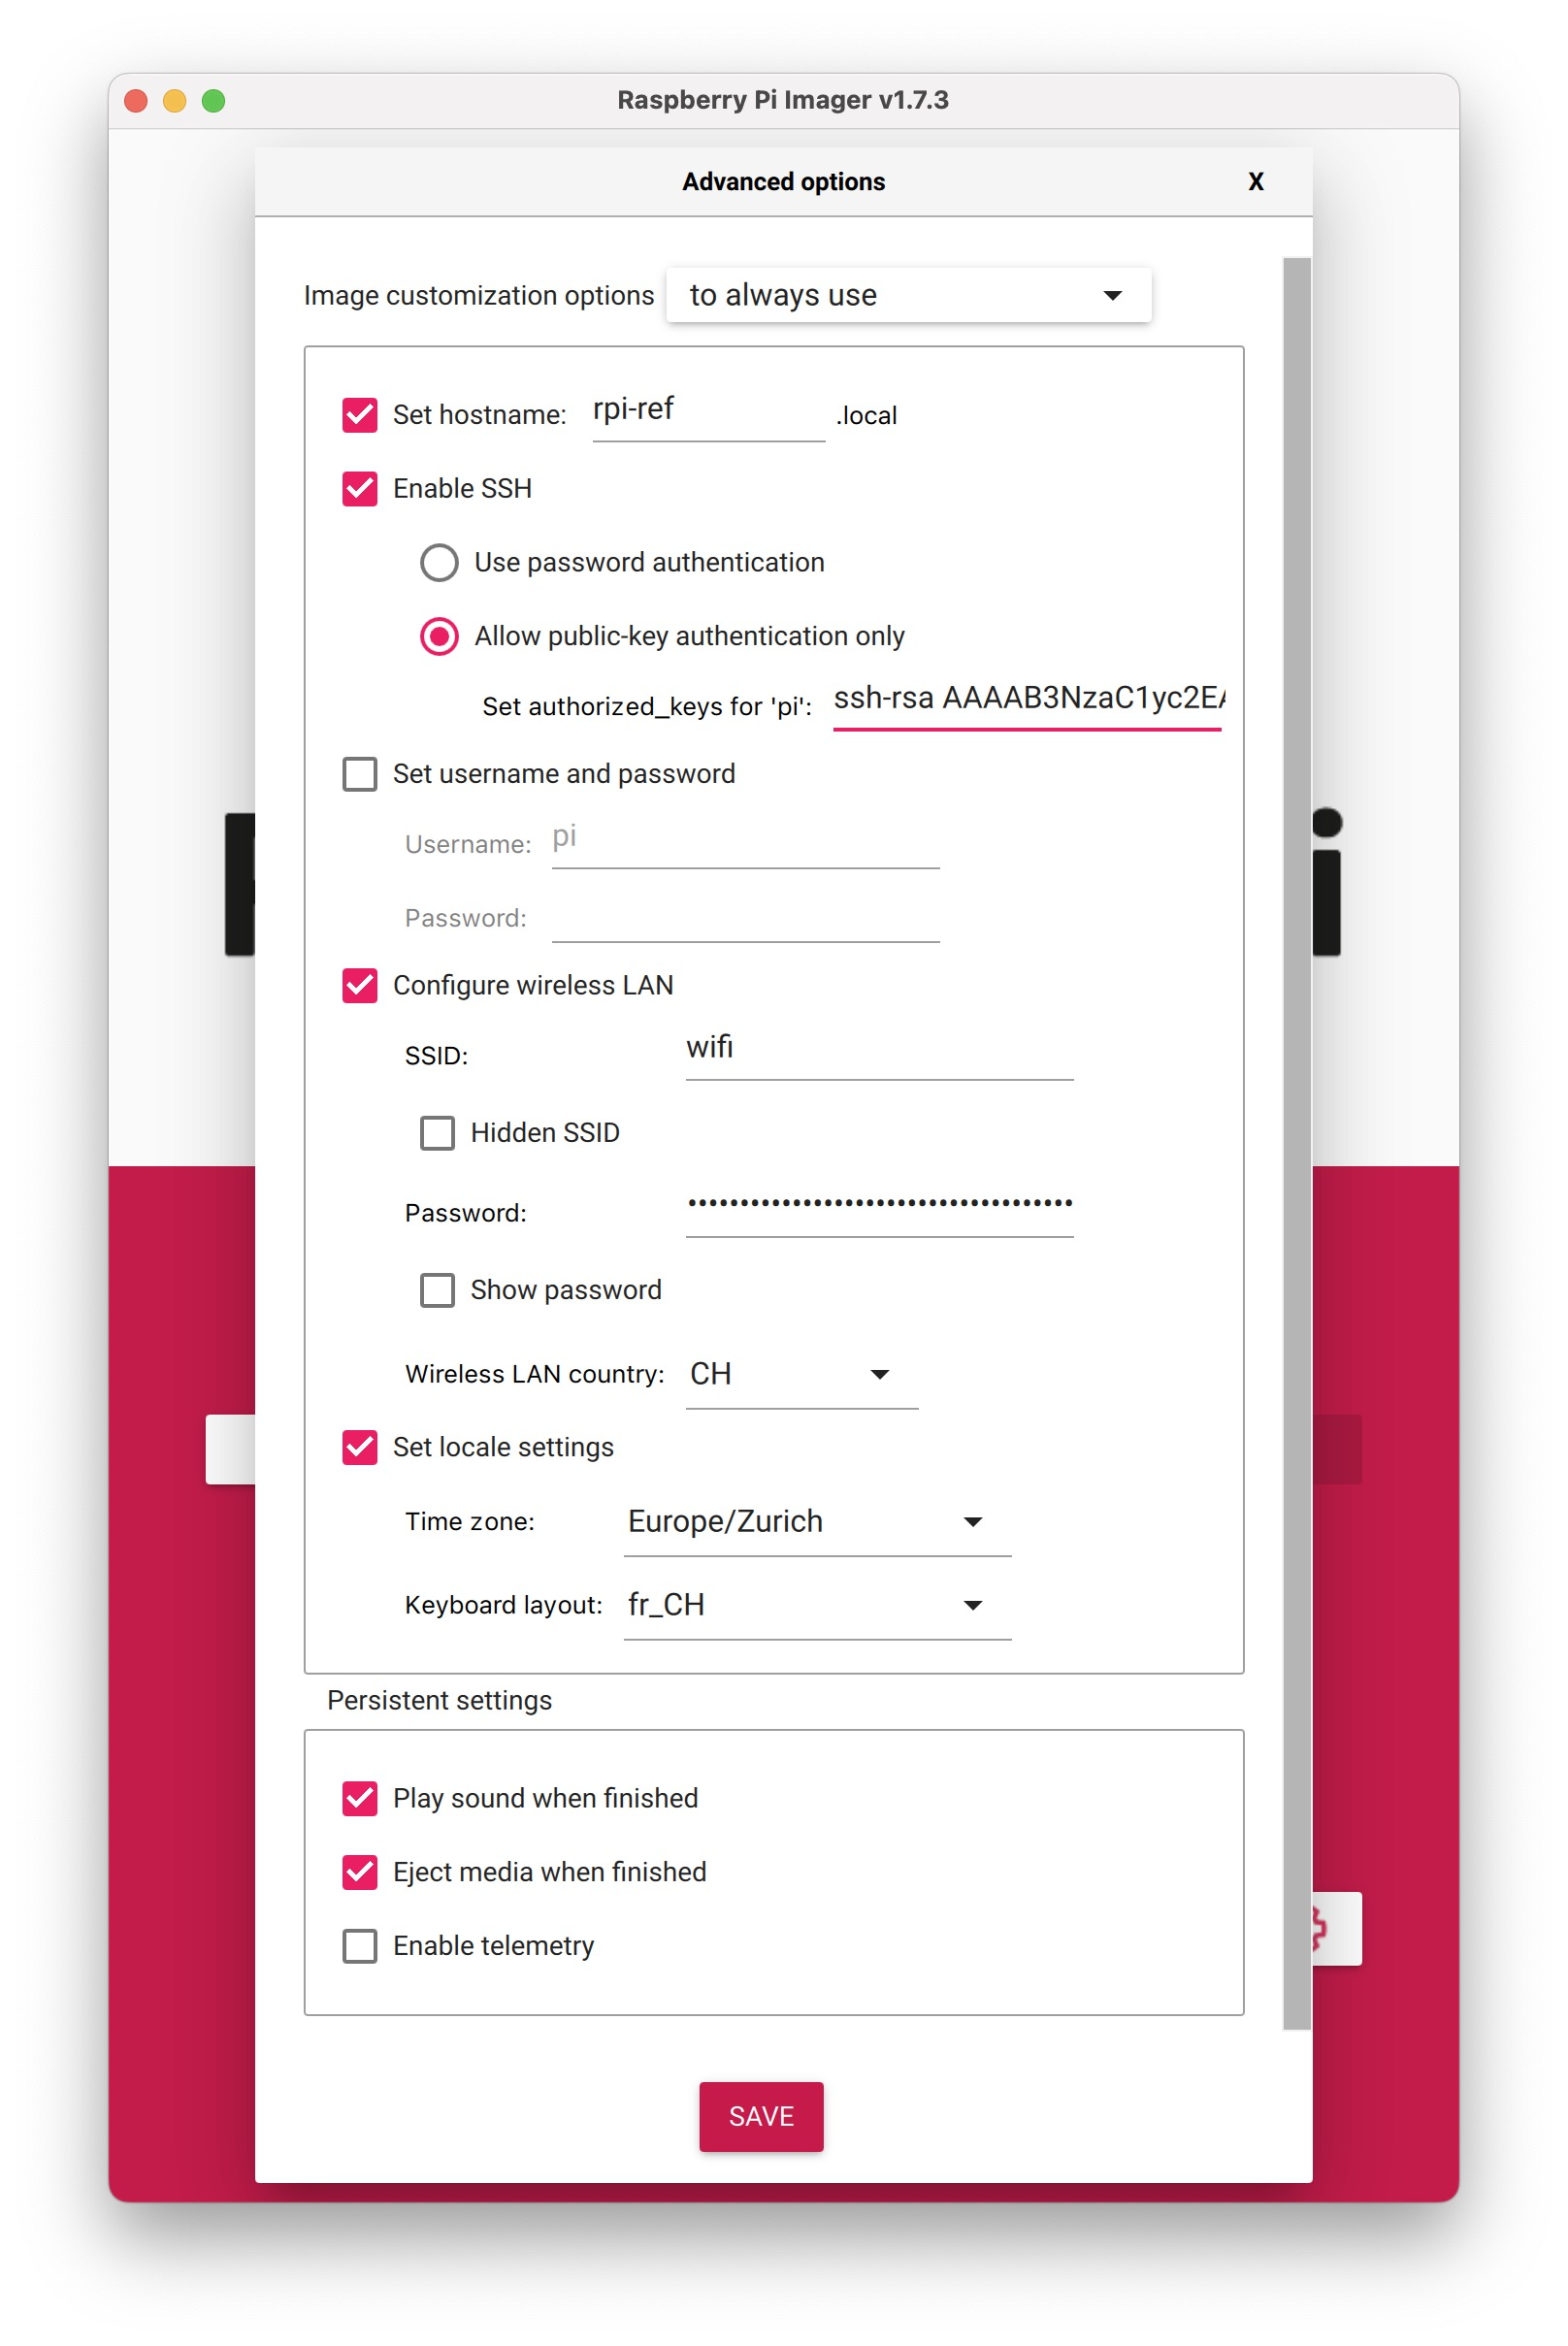 Raspberry Pi Imager v1.7.3
Advanced options X
Image customization options to always use
Set hostname: rpi-ref .local
Enable SSH
Use password authentication
Allow public-key authentication only
Set authorized_keys for 'pi': ssh-rsa AAAAB3NzaC1yc2EA
Set username and password
Username: pi
Password:
Configure wireless LAN
SSID: wifi
Hidden SSID
Password: •••••••••••••••••••••••••••••••••••••
Show password
Wireless LAN country: CH
Set locale settings
Time zone: Europe/Zurich
Keyboard layout: fr_CH
Persistent settings
Play sound when finished
Eject media when finished
Enable telemetry
SAVE